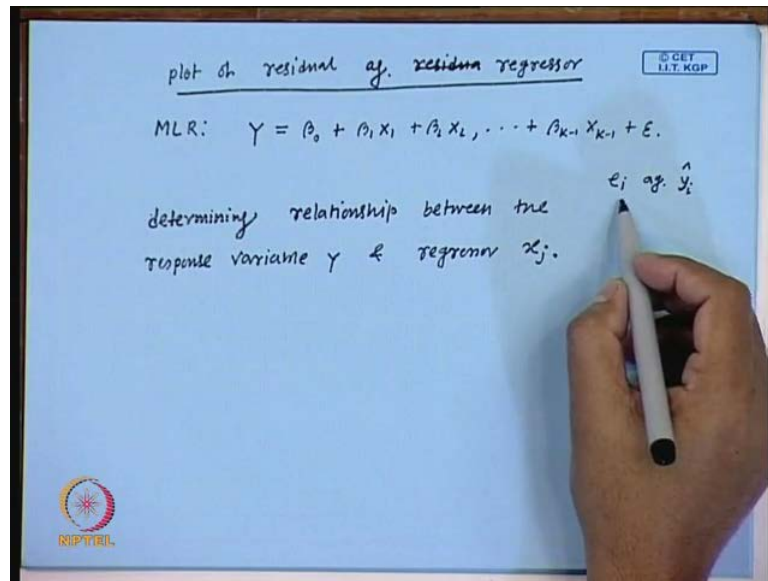 plot on residual ag. residua regressor
© CET
I.I.T. KGP
MLR: Y = β₀ + β₁ X₁ + β₂ X₂, ··· + βₖ₋₁ Xₖ₋₁ + ε.
eᵢ ag. ŷᵢ
determining relationship between the
response variable Y & regressor xⱼ.
NPTEL